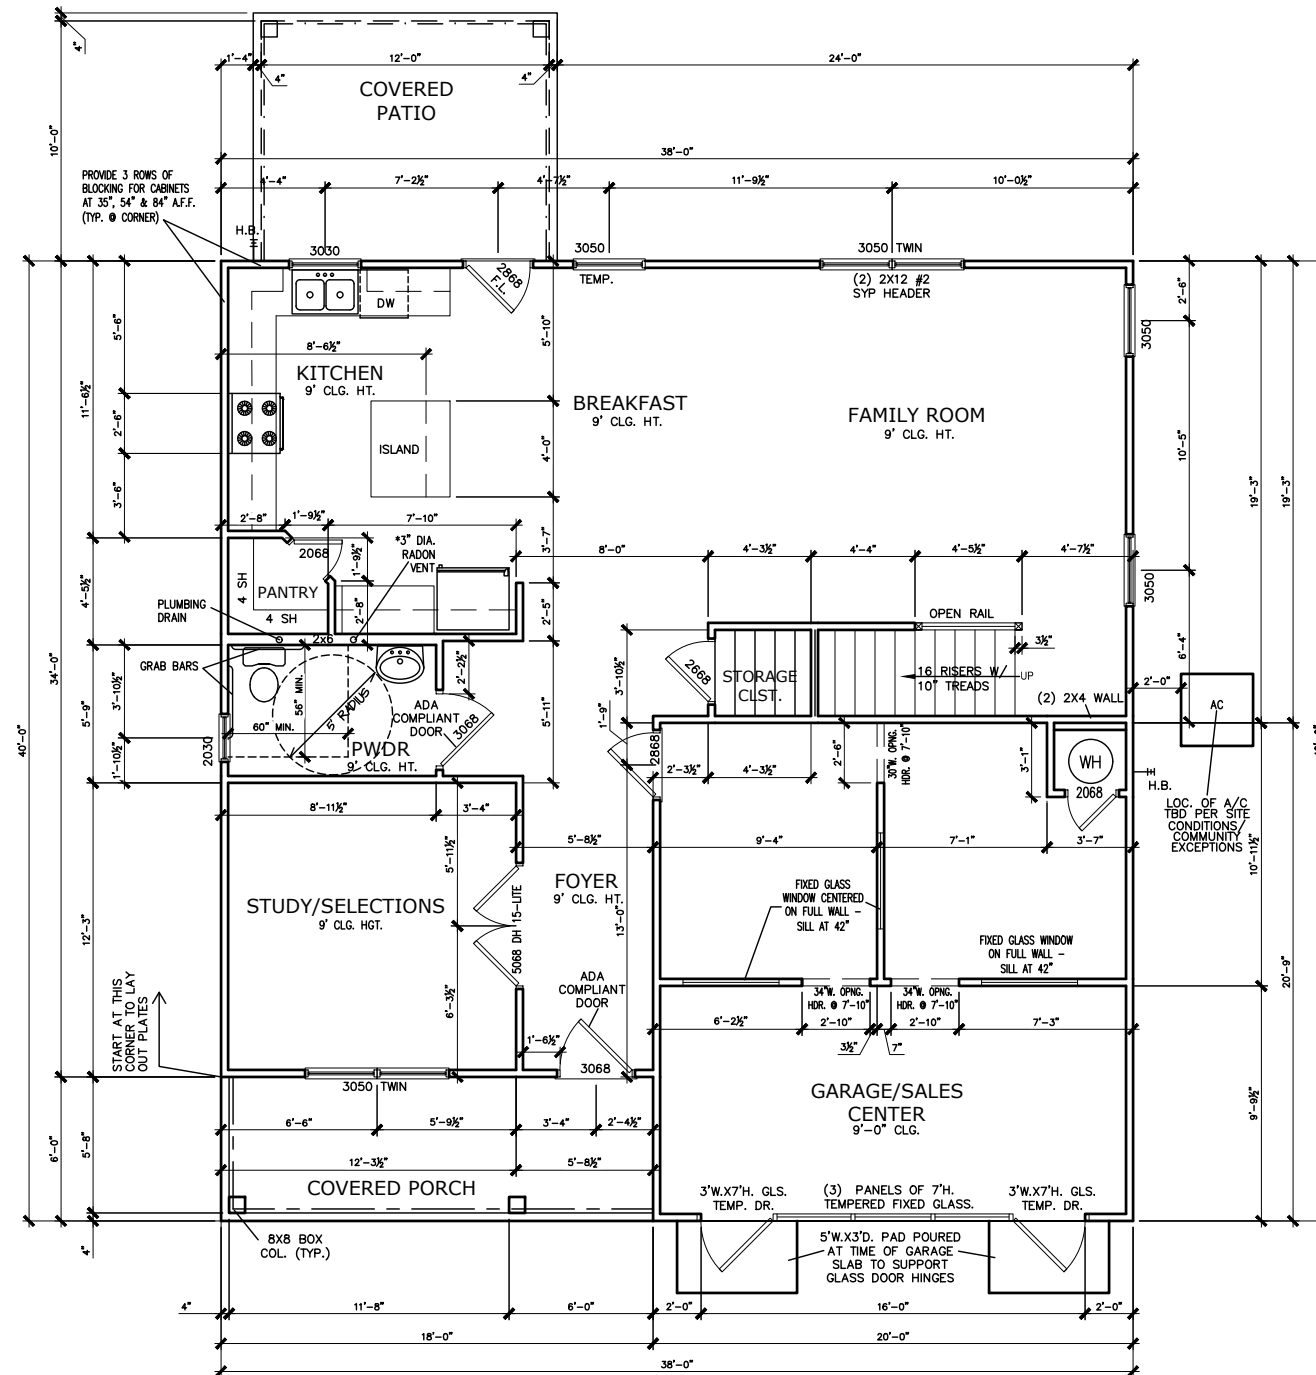 4"
1'-4"
12'-0"
24'-0"
4"
4"
COVERED
PATIO
10'-0"
38'-0"
PROVIDE 3 ROWS OF
BLOCKING FOR CABINETS
AT 35", 54" & 84" A.F.F.
(TYP. @ CORNER)
4'-4"
7'-2½"
4'-7½"
11'-9½"
10'-0½"
H.B.
3030
2868
F.L.
3050
TEMP.
3050 TWIN
(2) 2X12 #2
SYP HEADER
DW
2'-6"
3050
5'-6"
5'-10"
8'-6½"
KITCHEN
9' CLG. HT.
BREAKFAST
9' CLG. HT.
FAMILY ROOM
9' CLG. HT.
11'-6½"
2'-6"
ISLAND
4'-0"
10'-5"
19'-3"
19'-3"
3'-6"
2'-8"
1'-9½"
7'-10"
2068
*3" DIA.
RADON
VENT
3'-7"
8'-0"
4'-3½"
4'-4"
4'-5½"
4'-7½"
1'-9½"
3050
4'-5½"
4 SH
PANTRY
4 SH
2'-8"
2'-5"
PLUMBING
DRAIN
2x6
OPEN RAIL
3½"
6'-4"
34'-0"
40'-0"
GRAB BARS
2'-2½"
3'-10½"
2668
STORAGE
CLST.
16 RISERS W/
10" TREADS
UP
(2) 2X4 WALL
2'-0"
AC
3'-10½"
5'-9"
56" MIN.
5' RADIUS
60" MIN.
ADA
COMPLIANT
DOOR
3068
5'-11"
1'-9"
2030
PWDR
9' CLG. HT.
1'-10½"
2868
2'-3½"
4'-3½"
2'-6"
30"W. OPNG.
HDR. @ 7'-10"
3'-1"
WH
2068
H.B.
LOC. OF A/C
TBD PER SITE
CONDITIONS/
COMMUNITY
EXCEPTIONS
8'-11½"
3'-4"
5'-8½"
9'-4"
7'-1"
3'-7"
10'-11½"
5'-11½"
STUDY/SELECTIONS
9' CLG. HGT.
FOYER
9' CLG. HT.
5068 DH 15-LITE
13'-0"
FIXED GLASS
WINDOW CENTERED
ON FULL WALL -
SILL AT 42"
FIXED GLASS WINDOW
ON FULL WALL -
SILL AT 42"
12'-3"
20'-9"
START AT THIS
CORNER TO LAY
OUT PLATES
6'-3½"
ADA
COMPLIANT
DOOR
34"W. OPNG.
HDR. @ 7'-10"
34"W. OPNG.
HDR. @ 7'-10"
6'-2½"
2'-10"
2'-10"
7'-3"
3½"
7"
1'-6½"
3068
3050 TWIN
GARAGE/SALES
CENTER
9'-0" CLG.
9'-9½"
6'-6"
5'-9½"
3'-4"
2'-4½"
6'-0"
5'-8"
12'-3½"
5'-8½"
COVERED PORCH
3'W.X7'H. GLS.
TEMP. DR.
(3) PANELS OF 7'H.
TEMPERED FIXED GLASS.
3'W.X7'H. GLS.
TEMP. DR.
4"
8X8 BOX
COL. (TYP.)
5'W.X3'D. PAD POURED
AT TIME OF GARAGE
SLAB TO SUPPORT
GLASS DOOR HINGES
4"
11'-8"
6'-0"
2'-0"
16'-0"
2'-0"
18'-0"
20'-0"
38'-0"